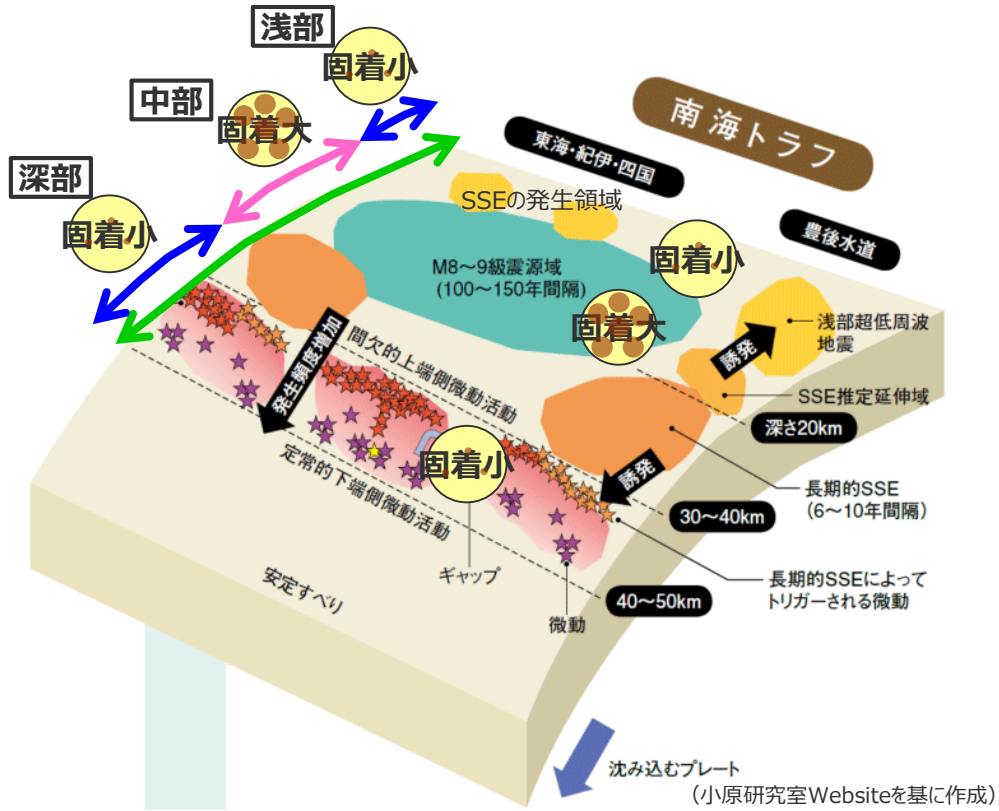 浅部
固着小
中部
固着大
深部
固着小
南海トラフ
東海・紀伊・四国
豊後水道
SSEの発生領域
固着小
M8～9級震源域
(100～150年間隔)
固着大
浅部超低周波
地震
誘発
SSE推定延伸域
深さ20km
間欠的上端側微動活動
発生頻度増加
定常的下端側微動活動
固着小
誘発
長期的SSE
(6～10年間隔)
30～40km
ギャップ
長期的SSEによって
トリガーされる微動
40～50km
微動
安定すべり
沈み込むプレート
（小原研究室Websiteを基に作成）